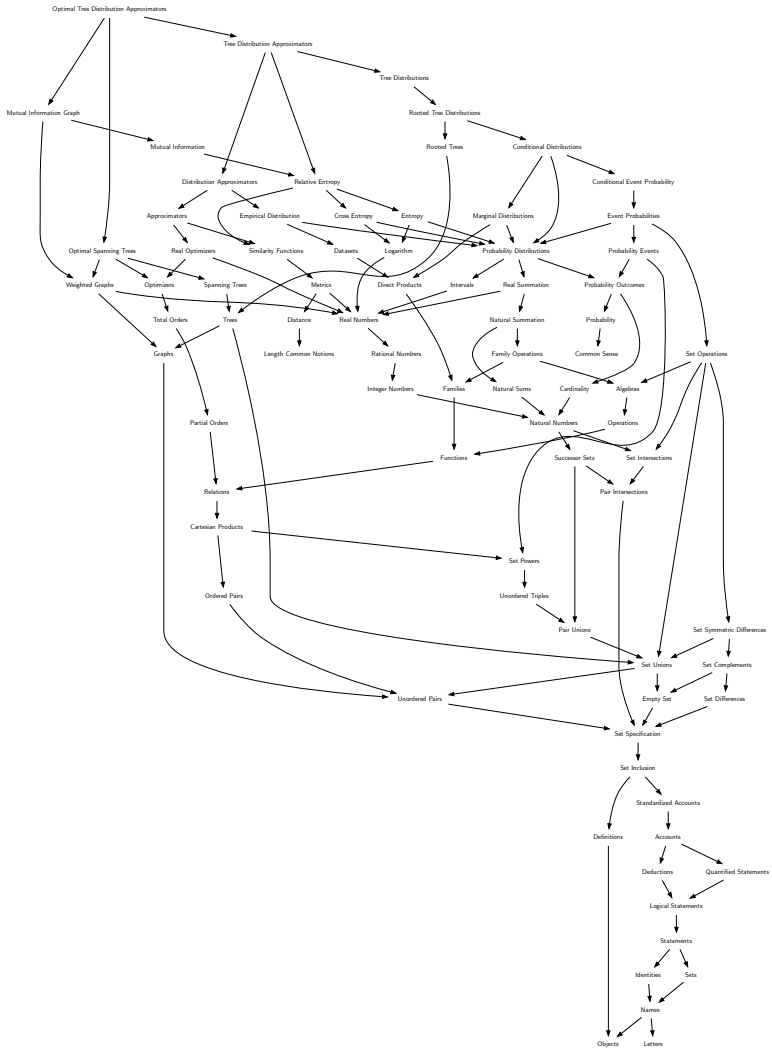 Optimal Tree Distribution Approximators
Tree Distribution Approximators
Tree Distributions
Mutual Information Graph
Rooted Tree Distributions
Mutual Information
Rooted Trees
Conditional Distributions
Distribution Approximators
Relative Entropy
Conditional Event Probability
Approximators
Empirical Distribution
Cross Entropy
Entropy
Marginal Distributions
Event Probabilities
Optimal Spanning Trees
Real Optimizers
Similarity Functions
Datasets
Logarithm
Probability Distributions
Probability Events
Weighted Graphs
Optimizers
Spanning Trees
Metrics
Direct Products
Intervals
Real Summation
Probability Outcomes
Total Orders
Trees
Distance
Real Numbers
Natural Summation
Probability
Graphs
Length Common Notions
Rational Numbers
Family Operations
Common Sense
Set Operations
Integer Numbers
Families
Natural Sums
Cardinality
Algebras
Partial Orders
Natural Numbers
Operations
Functions
Successor Sets
Set Intersections
Relations
Pair Intersections
Cartesian Products
Set Powers
Ordered Pairs
Unordered Triples
Pair Unions
Set Symmetric Differences
Set Unions
Set Complements
Unordered Pairs
Empty Set
Set Differences
Set Specification
Set Inclusion
Standardized Accounts
Definitions
Accounts
Deductions
Quantified Statements
Logical Statements
Statements
Identities
Sets
Names
Objects
Letters